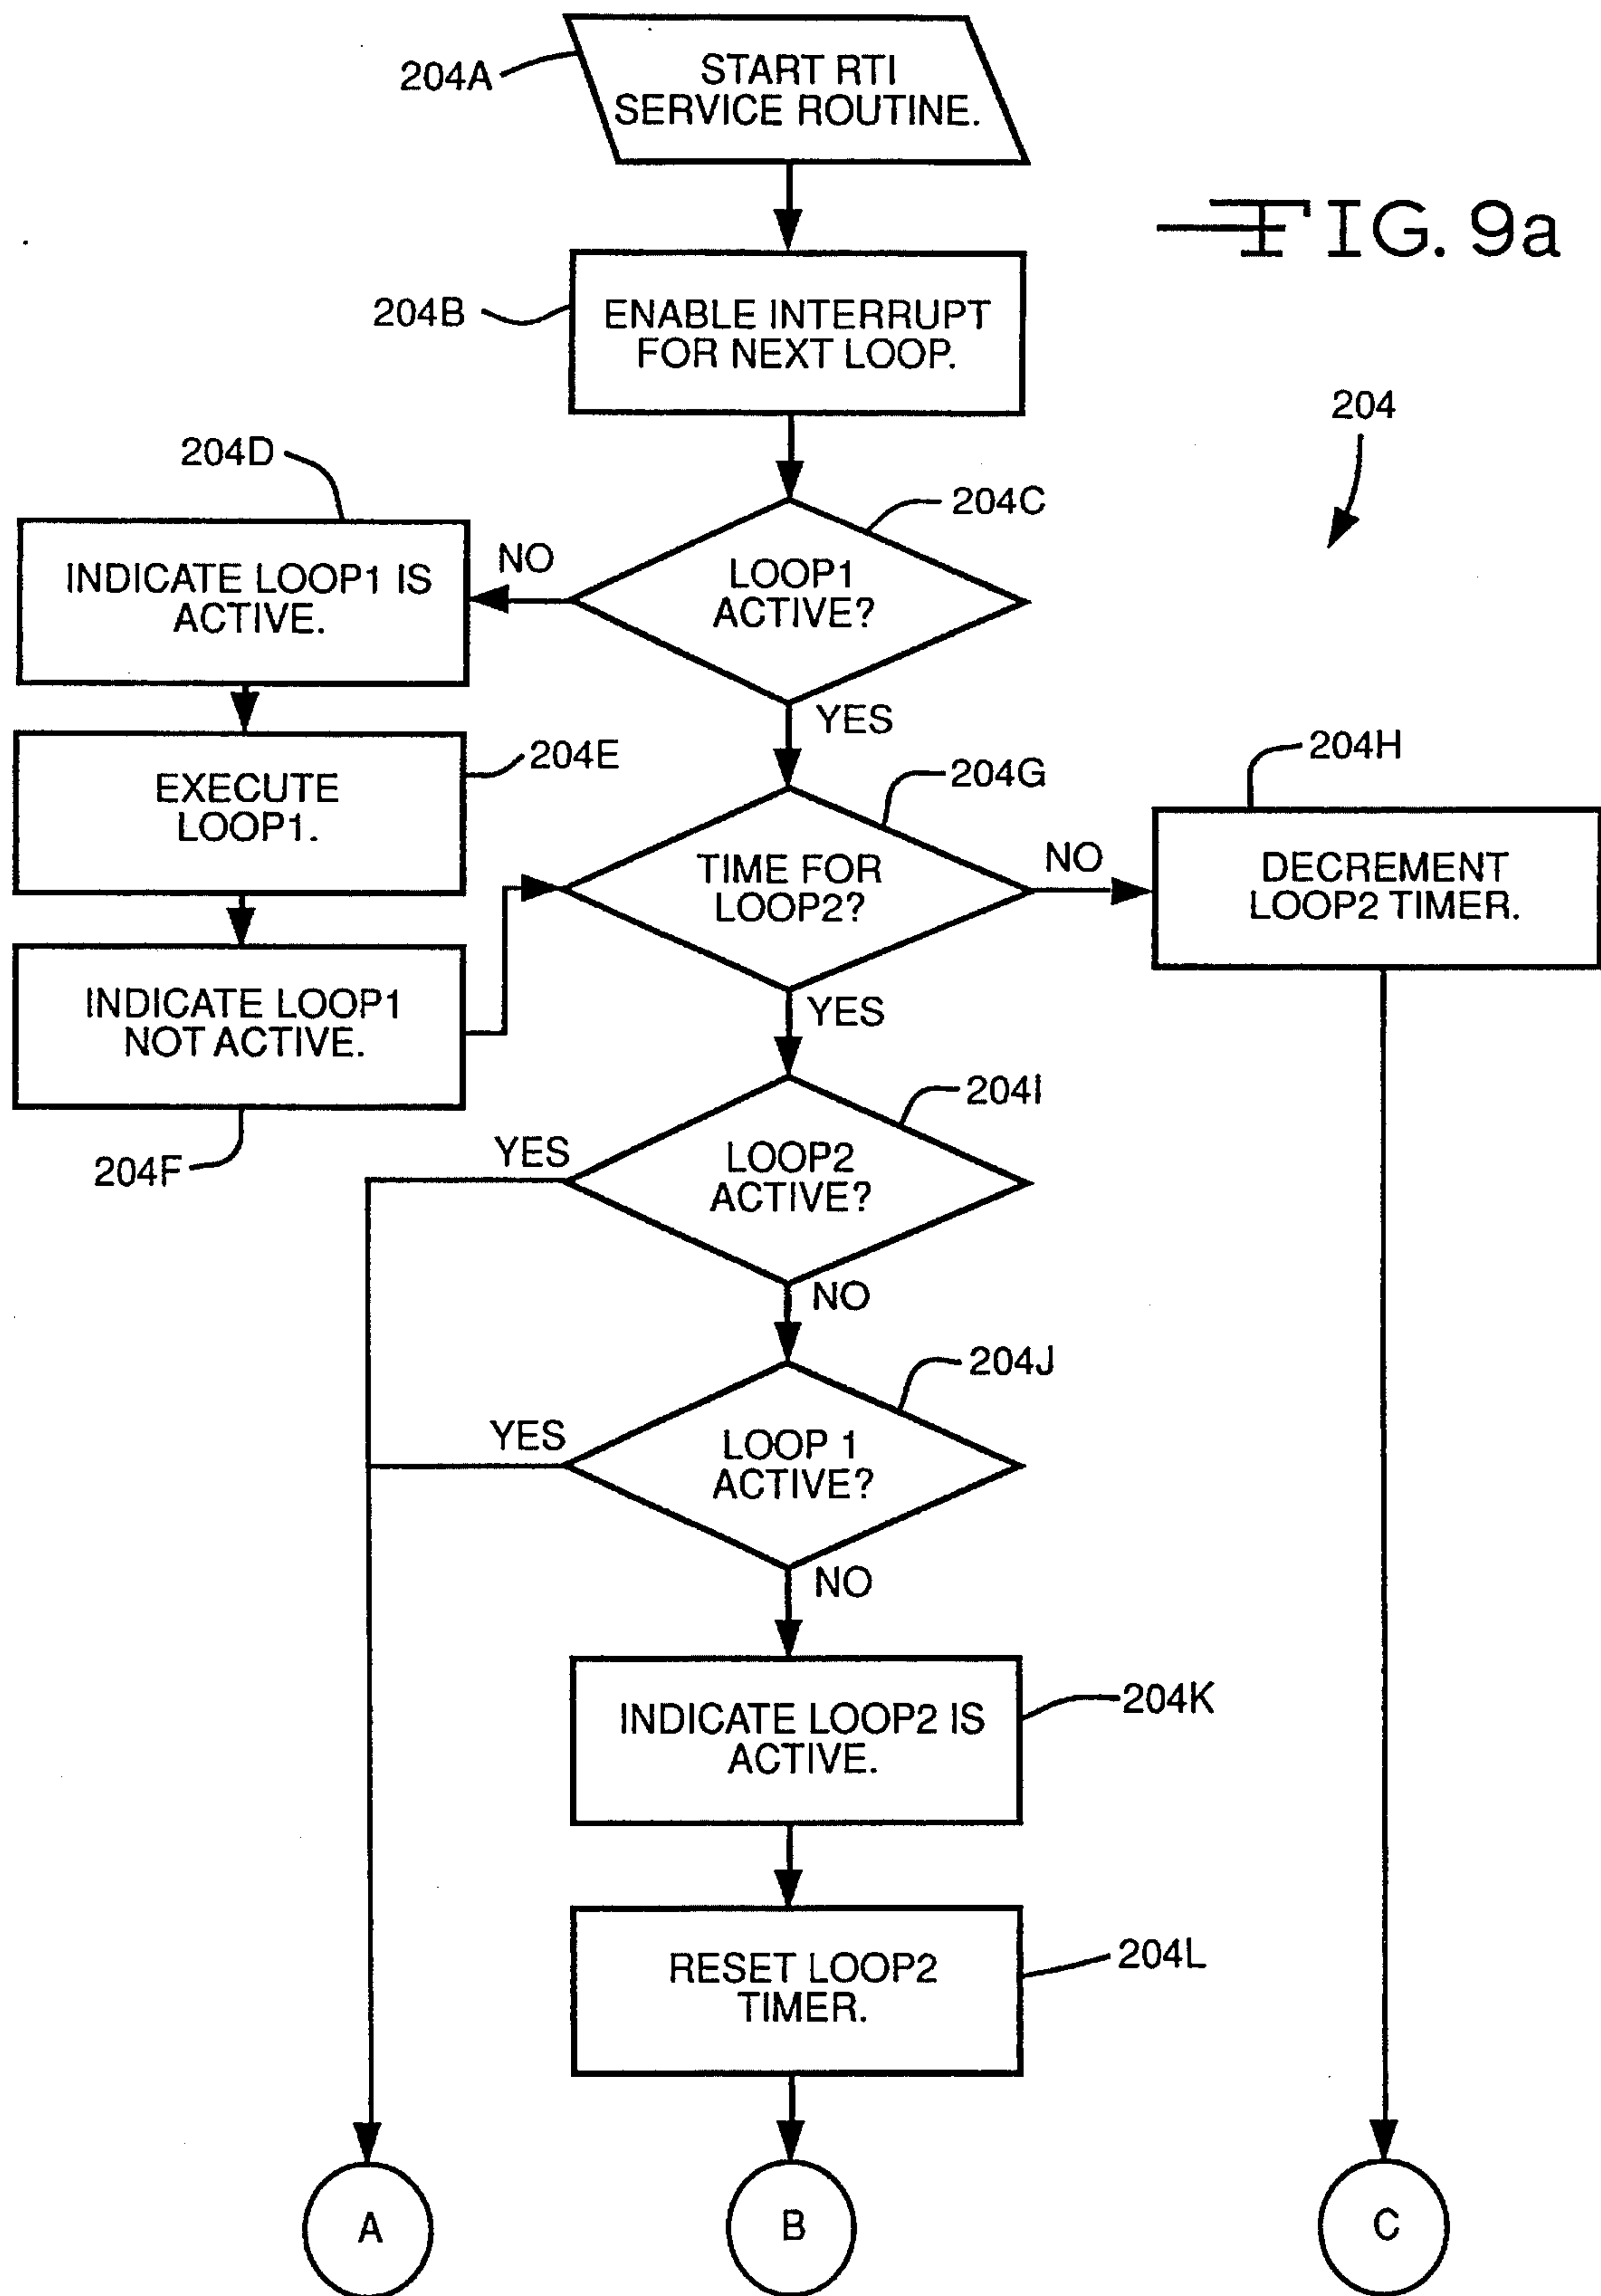 START RTI
SERVICE ROUTINE.
204A
FIG. 9a
ENABLE INTERRUPT
FOR NEXT LOOP.
204B
204
204D
204C
INDICATE LOOP1 IS
ACTIVE.
NO
LOOP1
ACTIVE?
YES
204E
EXECUTE
LOOP1.
204G
204H
TIME FOR
LOOP2?
NO
DECREMENT
LOOP2 TIMER.
INDICATE LOOP1
NOT ACTIVE.
YES
204F
204I
YES
LOOP2
ACTIVE?
NO
204J
YES
LOOP 1
ACTIVE?
NO
INDICATE LOOP2 IS
ACTIVE.
204K
RESET LOOP2
TIMER.
204L
A
B
C